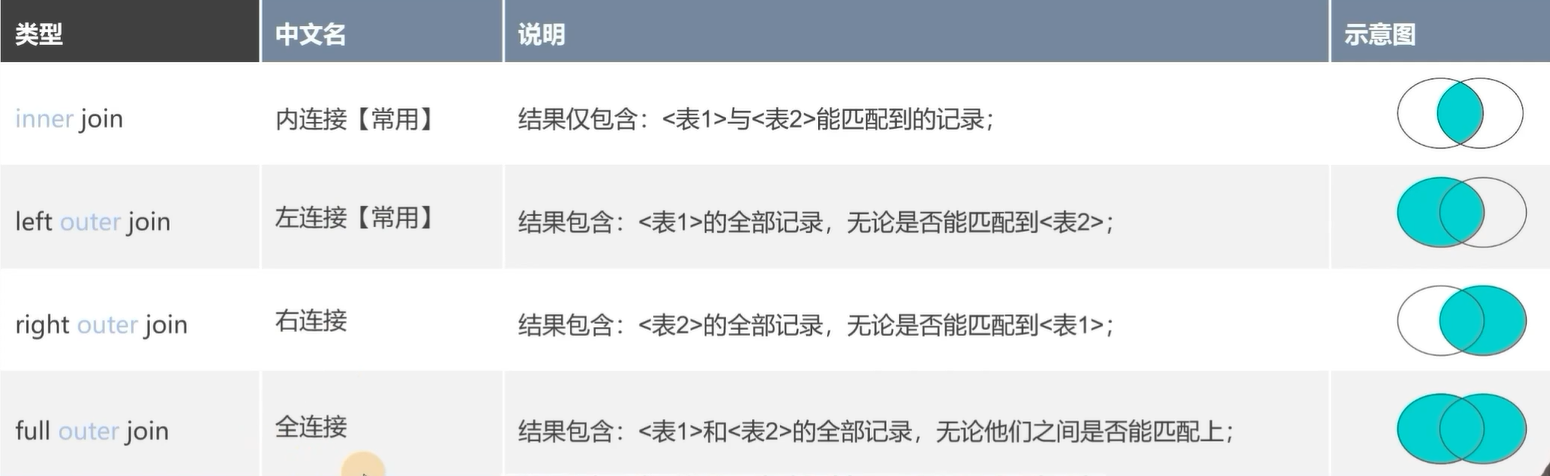 类型 中文名 说明 示意图
inner join 内连接【常用】 结果仅包含：<表1>与<表2>能匹配到的记录；
left outer join 左连接【常用】 结果包含：<表1>的全部记录，无论是否能匹配到<表2>；
right outer join 右连接 结果包含：<表2>的全部记录，无论是否能匹配到<表1>；
full outer join 全连接 结果包含：<表1>和<表2>的全部记录，无论他们之间是否能匹配上；